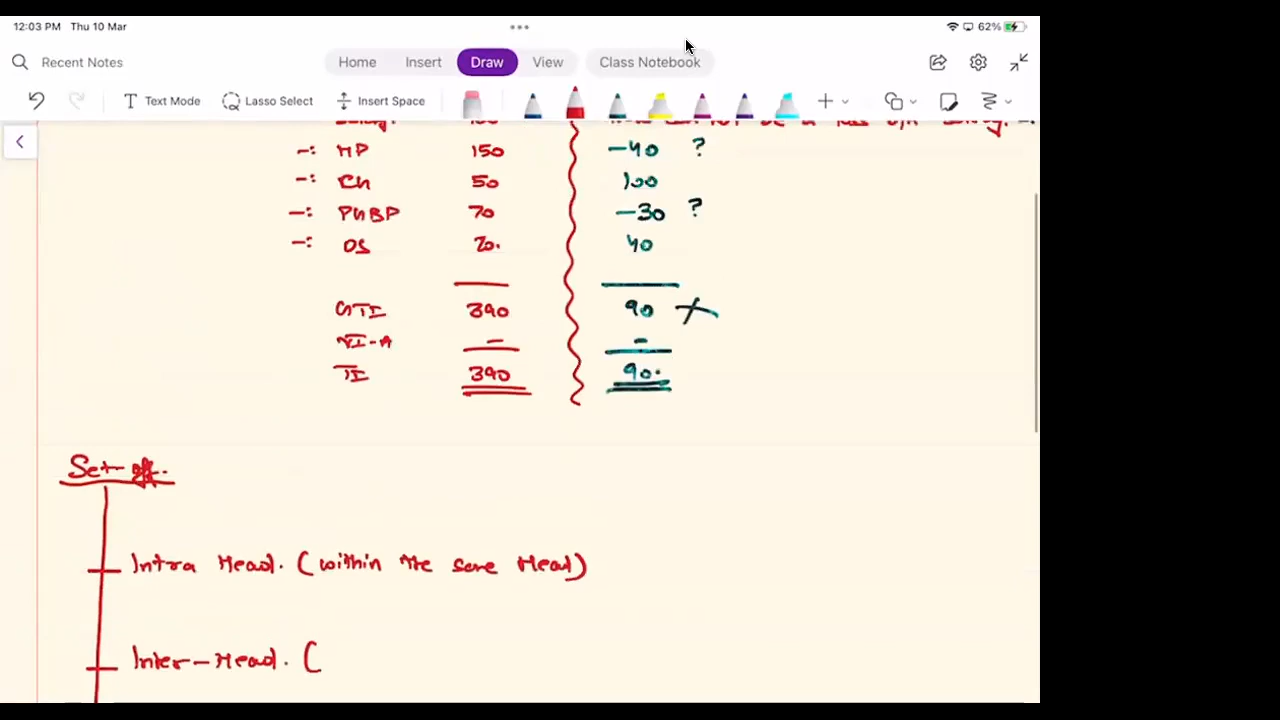 12:03 PM Thu 10 Mar 62%
Recent Notes Home Insert Draw View Class Notebook
Text Mode Lasso Select Insert Space
-: HP 150 -40 ?
-: CG 50 100
-: PGBP 70 -30 ?
-: OS 20. 40
GTI 390 90
VI-A - -
TI 390 90.
Set-off.
Intra Head. (within the same Head)
Inter-Head. (